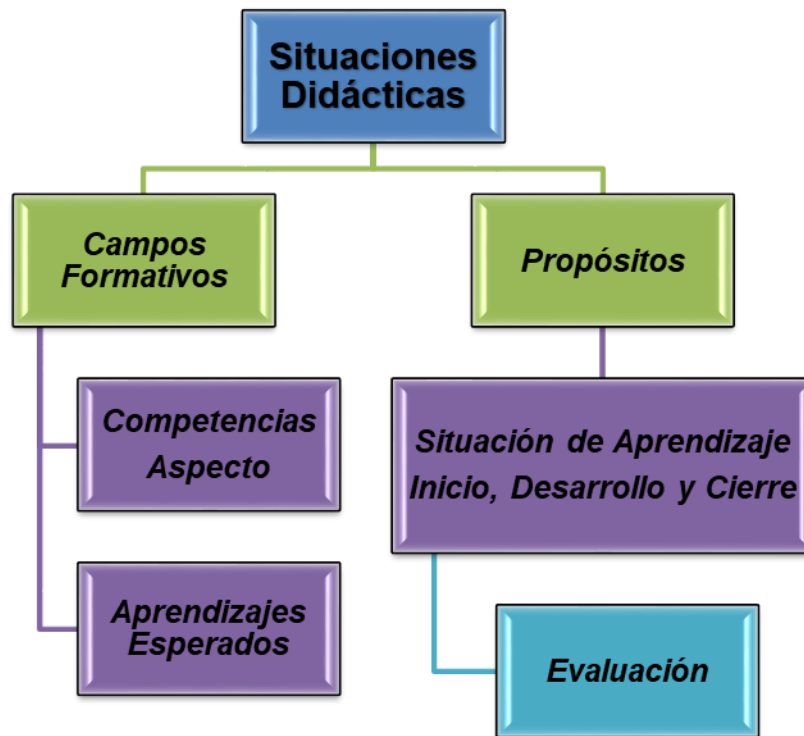 Situaciones
Didácticas
Campos
Formativos
Propósitos
Competencias
Aspecto
Situación de Aprendizaje
Inicio, Desarrollo y Cierre
Aprendizajes
Esperados
Evaluación